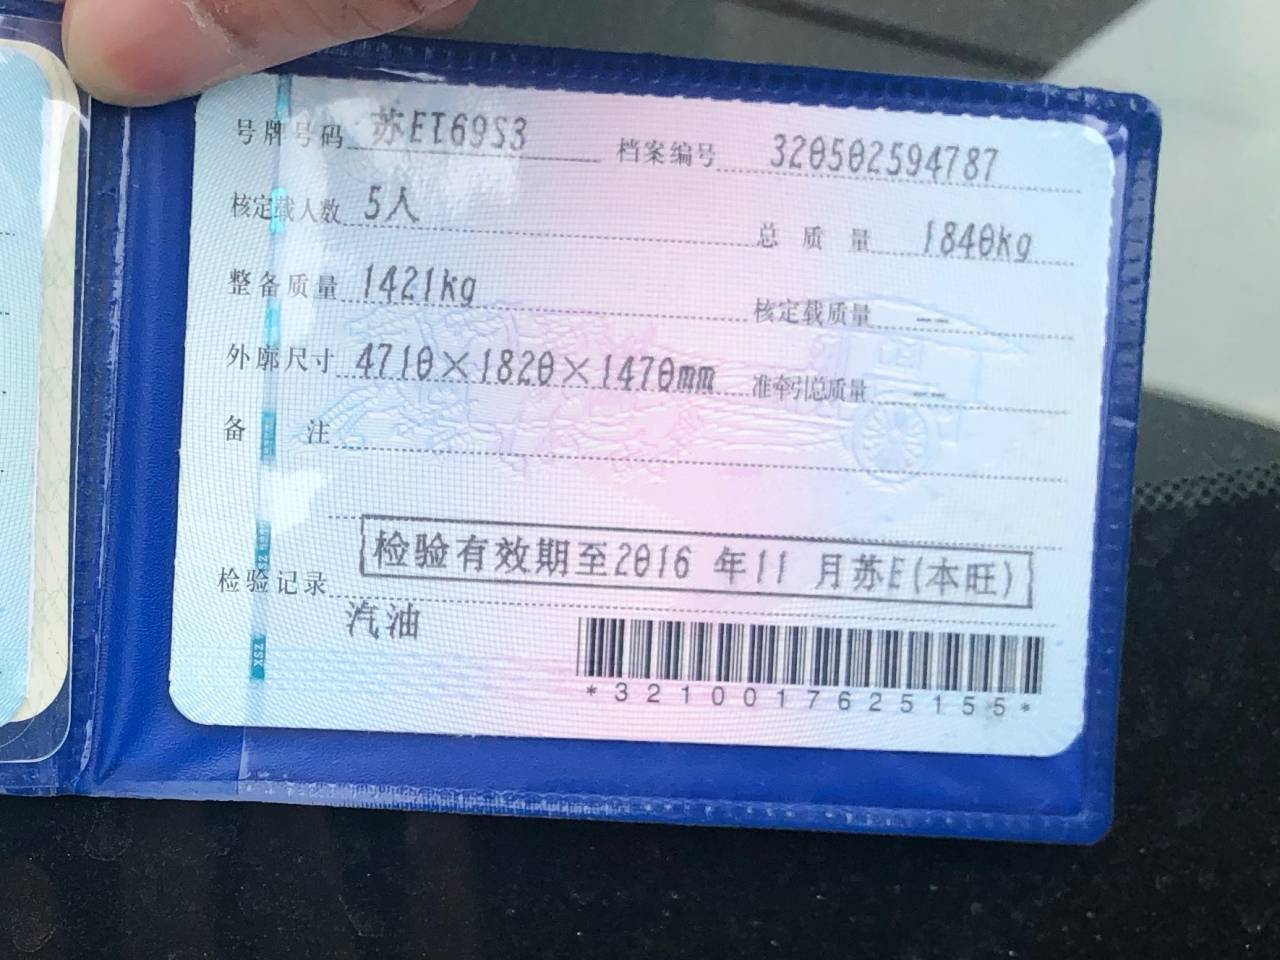 号牌号码 苏E169S3 档案编号 320502594787
核定载人数 5人 总质量 1840kg
整备质量 1421kg 核定载质量 --
外廓尺寸 4710×1820×1470mm 准牵引总质量 --
备注
检验记录 检验有效期至2016 年11 月苏E(本旺)
汽油
*3210017625155*
ZSX